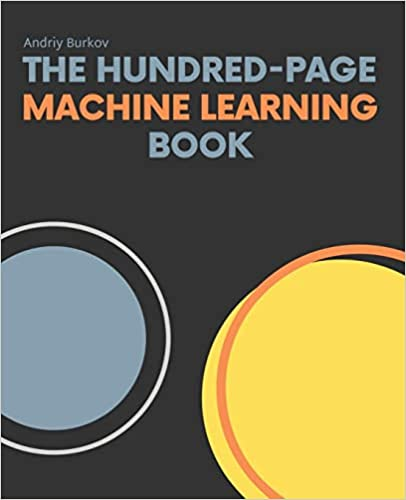 Andriy Burkov
THE HUNDRED-PAGE
MACHINE LEARNING
BOOK